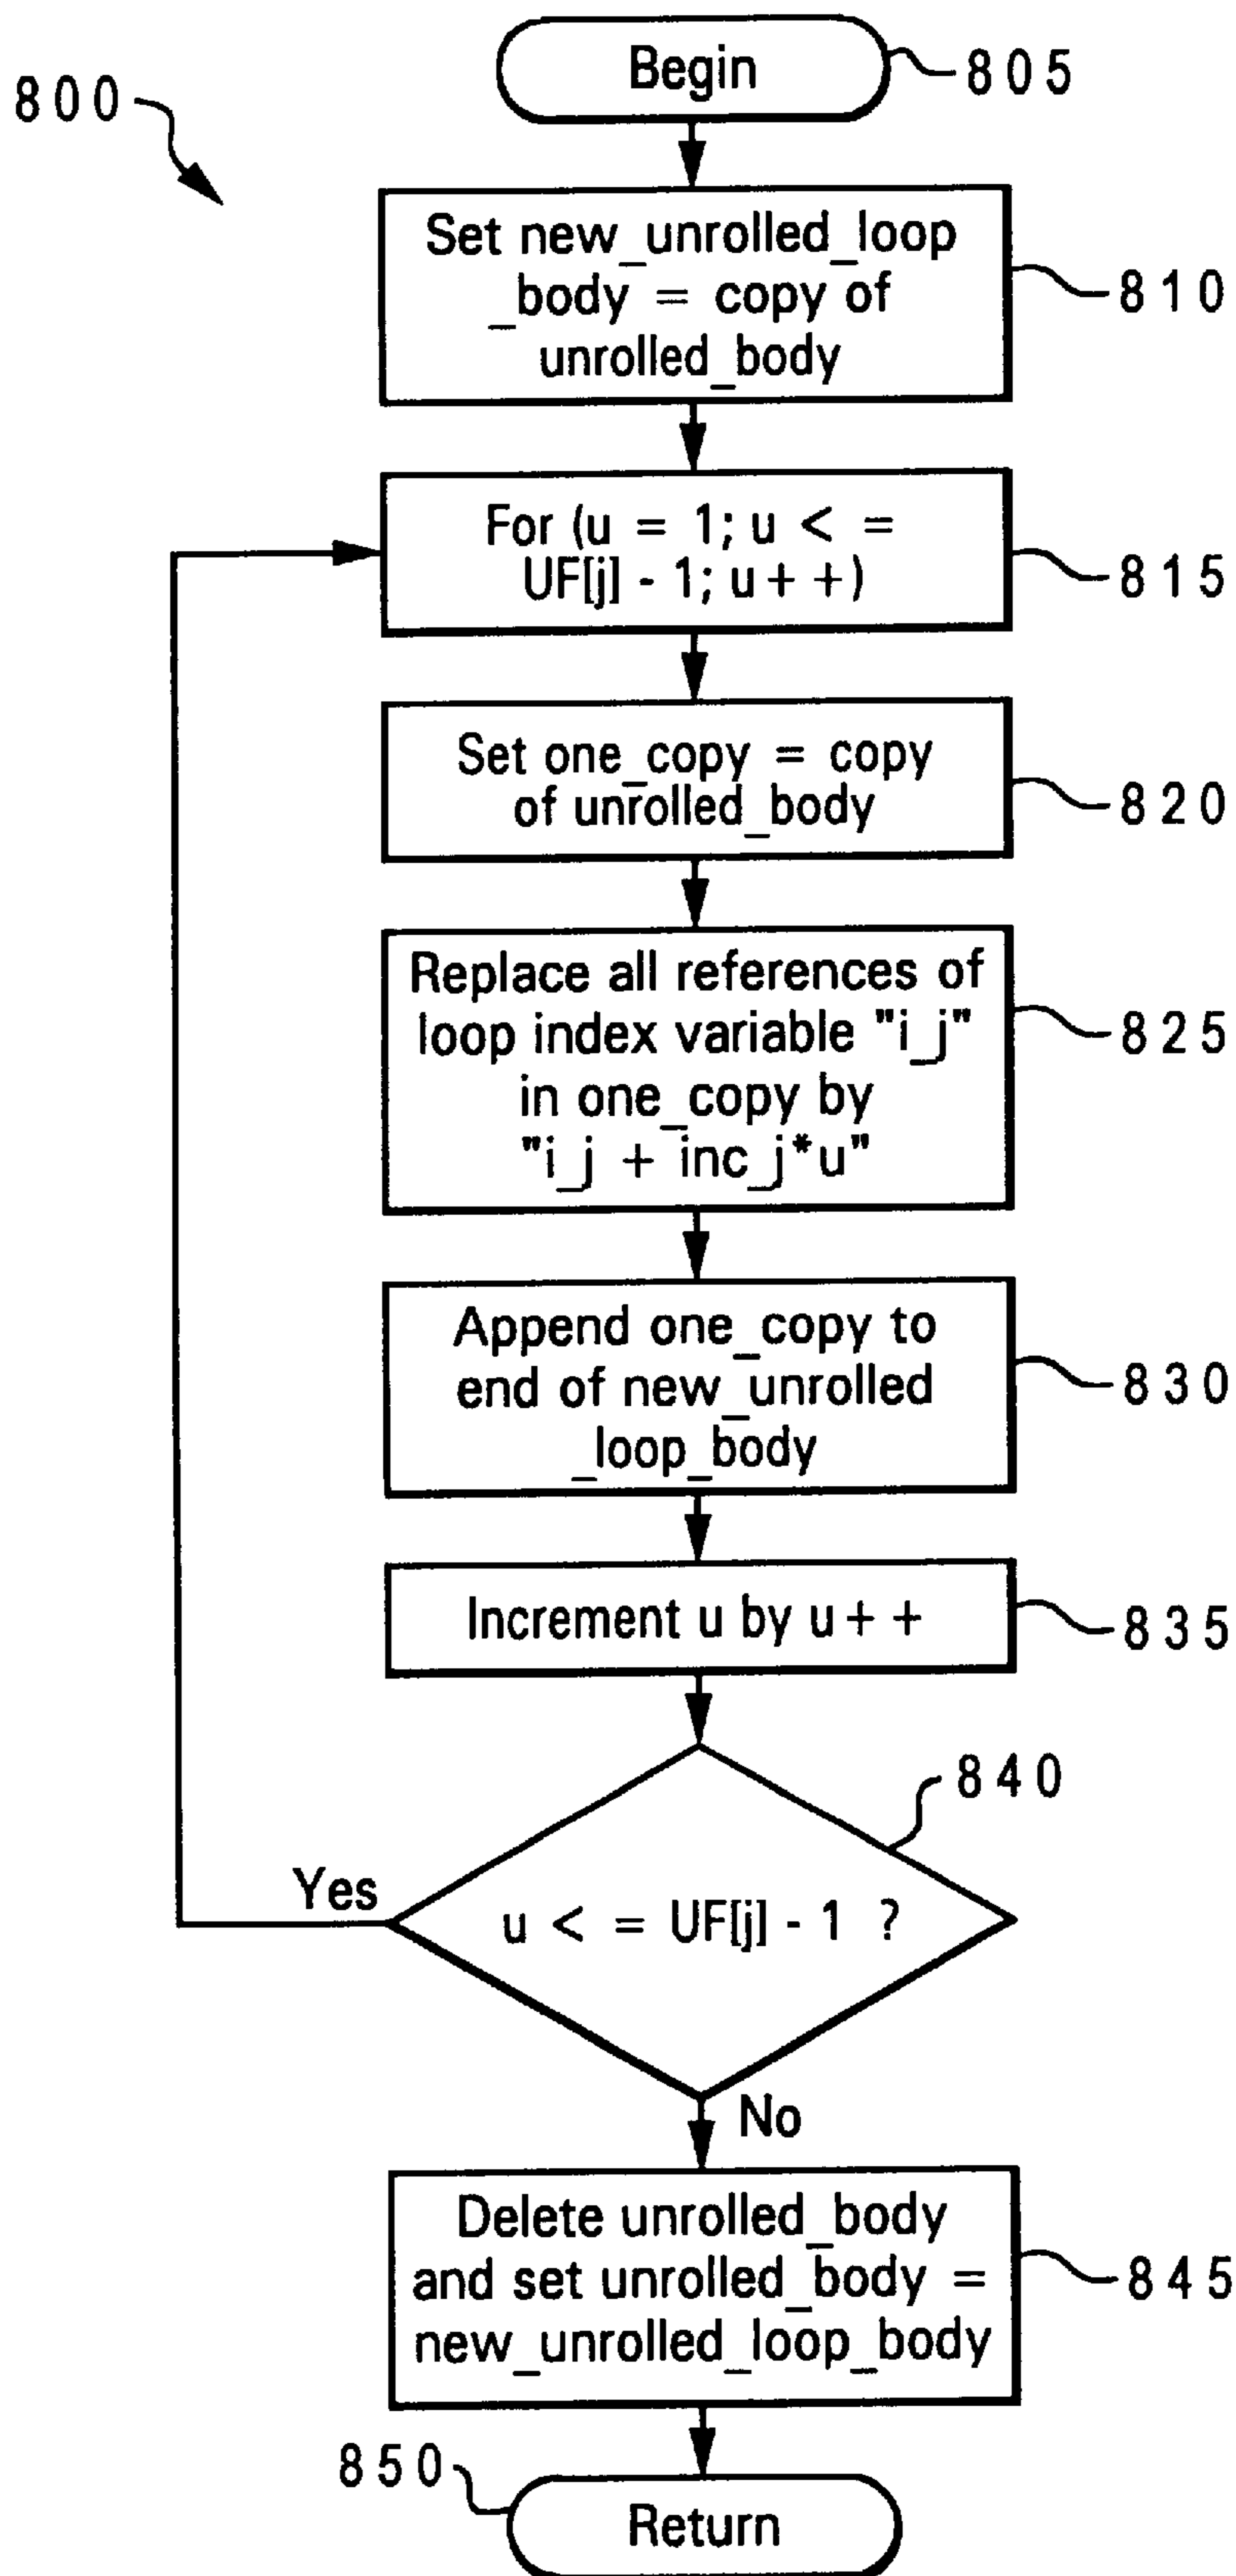 Begin
805
800
Set new_unrolled_loop
_body = copy of
unrolled_body
810
For (u = 1; u < =
UF[j] - 1; u + +)
815
Set one_copy = copy
of unrolled_body
820
Replace all references of
loop index variable "i_j"
in one_copy by
"i_j + inc_j*u"
825
Append one_copy to
end of new_unrolled
_loop_body
830
Increment u by u + +
835
840
Yes
u < = UF[j] - 1 ?
No
Delete unrolled_body
and set unrolled_body =
new_unrolled_loop_body
845
850
Return